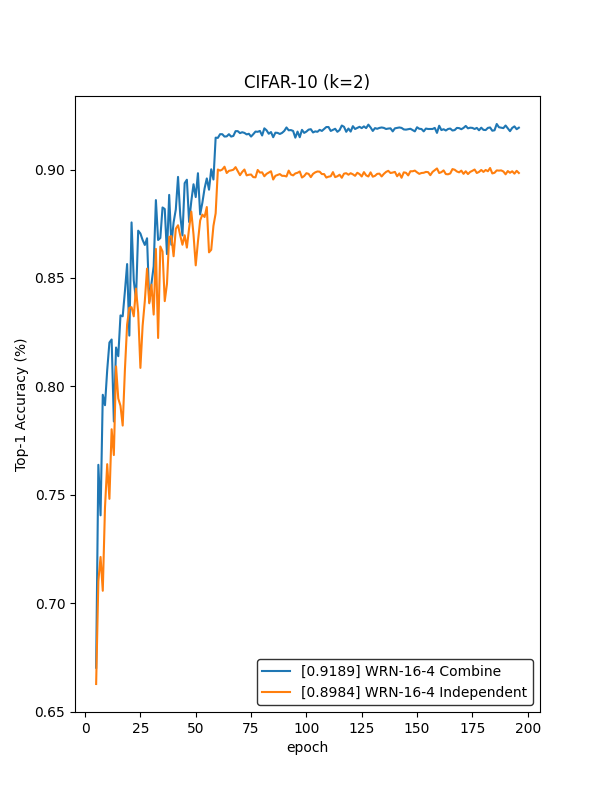 CIFAR-10 (k=2)
Top-1 Accuracy (%)
0.90
0.85
0.80
0.75
0.70
0.65
[0.9189] WRN-16-4 Combine
[0.8984] WRN-16-4 Independent
0 25 50 75 100 125 150 175 200
epoch